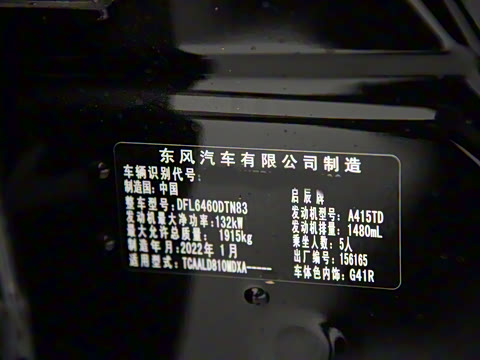 东风汽车有限公司制造
车辆识别代号:
制造国: 中国 启辰 牌
整车型号: DFL6460DTN83 发动机型号: A415TD
发动机最大净功率: 132kW 发动机排量: 1480mL
最大允许总质量: 1915kg 乘坐人数: 5人
制造年月: 2022年 1月 出厂编号: 156165
适用型式: TCAALD810WDXA----- 车体色内饰: G41R